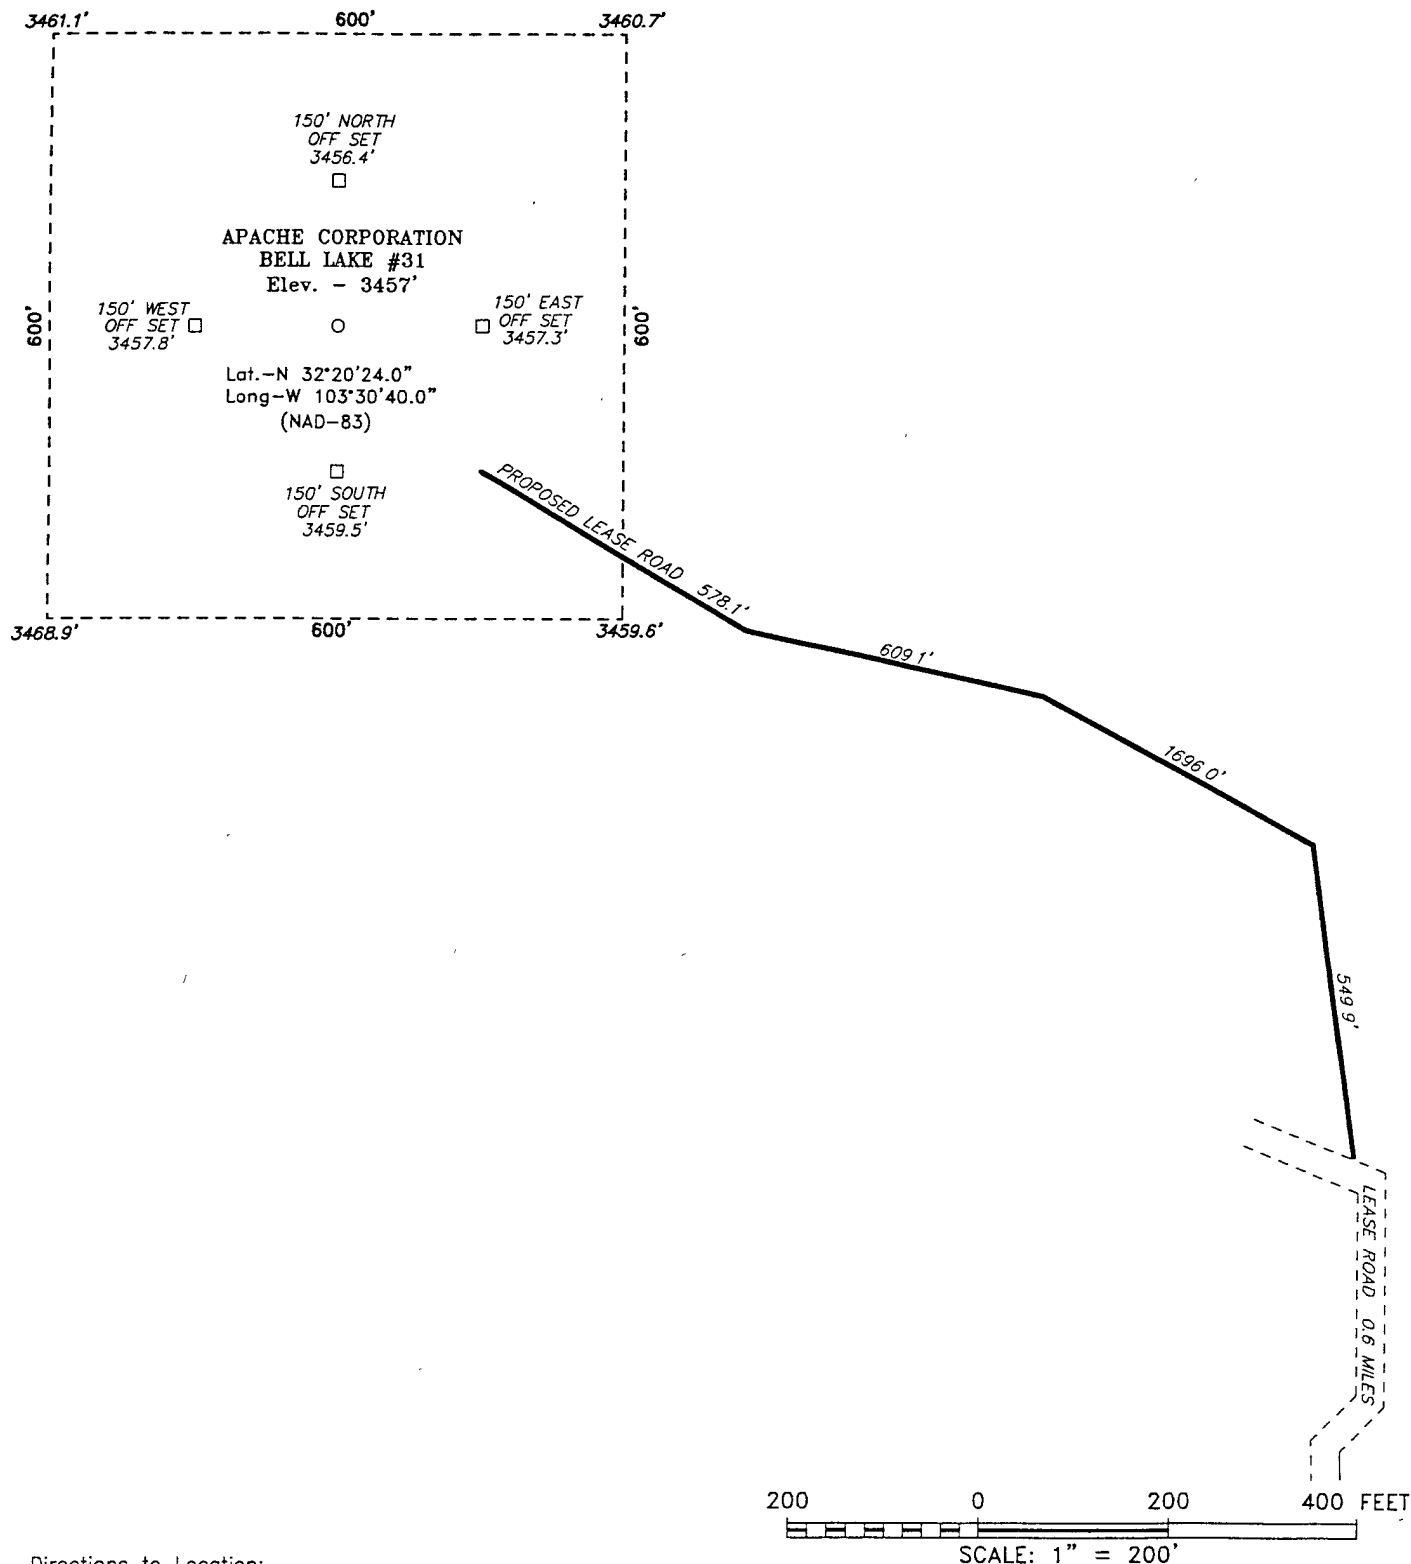 3461.1' 600' 3460.7'
150' NORTH
OFF SET
3456.4'
APACHE CORPORATION
BELL LAKE #31
Elev. - 3457'
150' WEST
OFF SET
3457.8'
150' EAST
OFF SET
3457.3'
600'
600'
Lat.-N 32°20'24.0"
Long-W 103°30'40.0"
(NAD-83)
150' SOUTH
OFF SET
3459.5'
PROPOSED LEASE ROAD 578.1'
3468.9' 600' 3459.6'
609 1'
1696 0'
549 9'
LEASE ROAD 0.6 MILES
200 0 200 400 FEET
SCALE: 1" = 200'
Directions to Location: